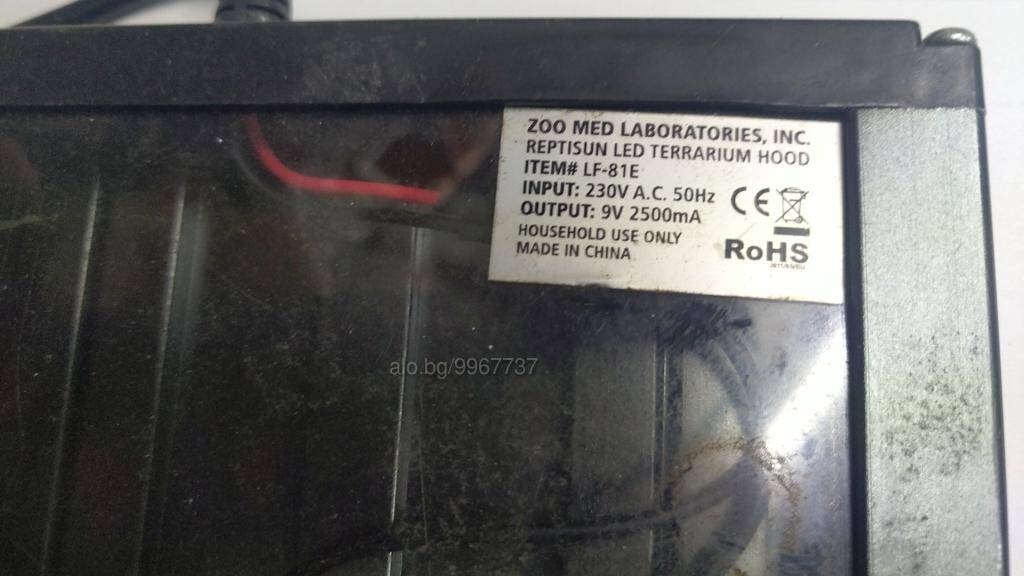 ZOO MED LABORATORIES, INC.
REPTISUN LED TERRARIUM HOOD
ITEM# LF-81E
INPUT: 230V A.C. 50Hz
OUTPUT: 9V 2500mA
HOUSEHOLD USE ONLY
MADE IN CHINA
CE
RoHS
alo.bg/9967737